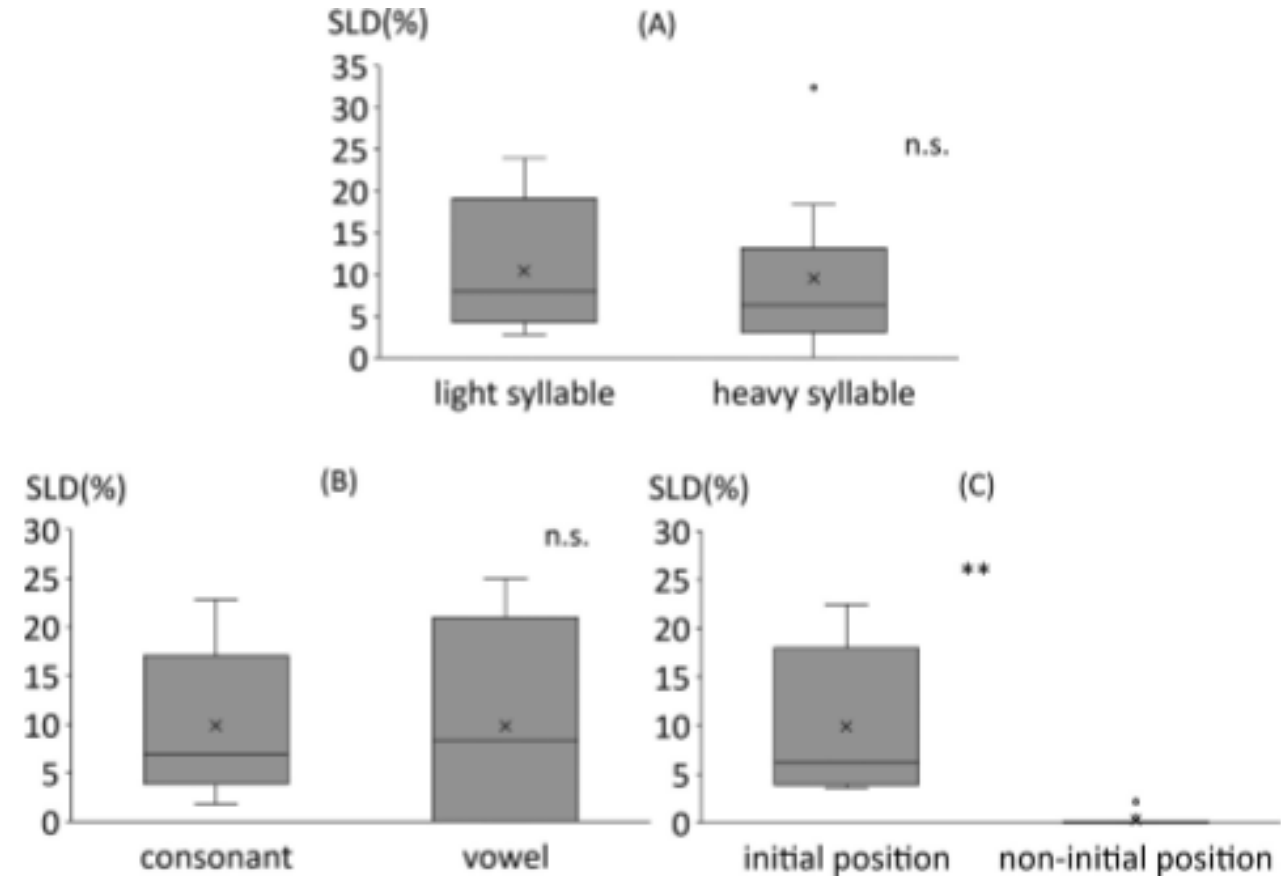 SLD(%) (A)
35
30
25
20
15
10
5
0
n.s.
light syllable heavy syllable
SLD(%) (B)
30
25
20
15
10
5
0
n.s.
consonant vowel
SLD(%) (C)
30
25
20
15
10
5
0
**
initial position non-initial position